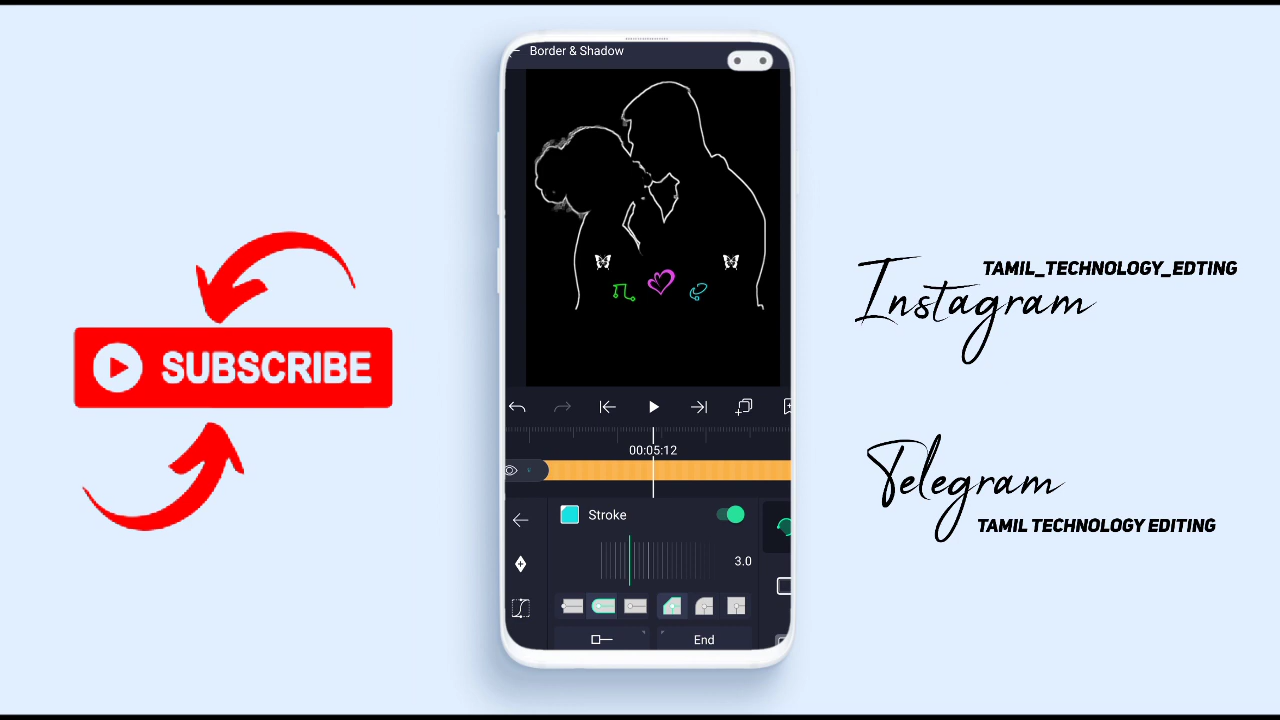 Border & Shadow
SUBSCRIBE
TAMIL_TECHNOLOGY_EDTING
Instagram
Telegram
TAMIL TECHNOLOGY EDITING
00:05:12
Stroke
3.0
End